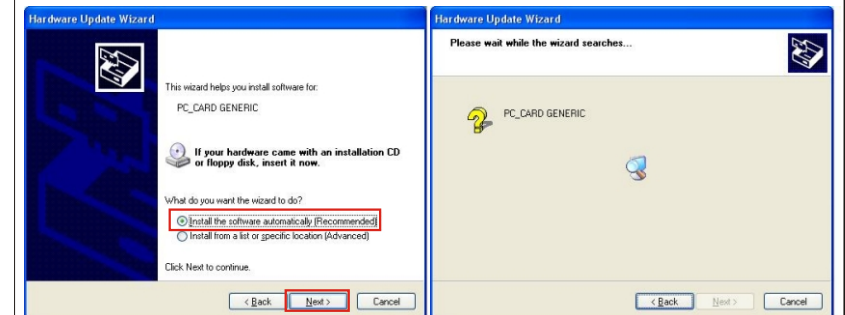 Hardware Update Wizard
This wizard helps you install software for:
PC_CARD GENERIC
If your hardware came with an installation CD
or floppy disk, insert it now.
What do you want the wizard to do?
Install the software automatically (Recommended)
Install from a list or specific location (Advanced)
Click Next to continue.
< Back Next > Cancel
Hardware Update Wizard
Please wait while the wizard searches...
PC_CARD GENERIC
< Back Next > Cancel